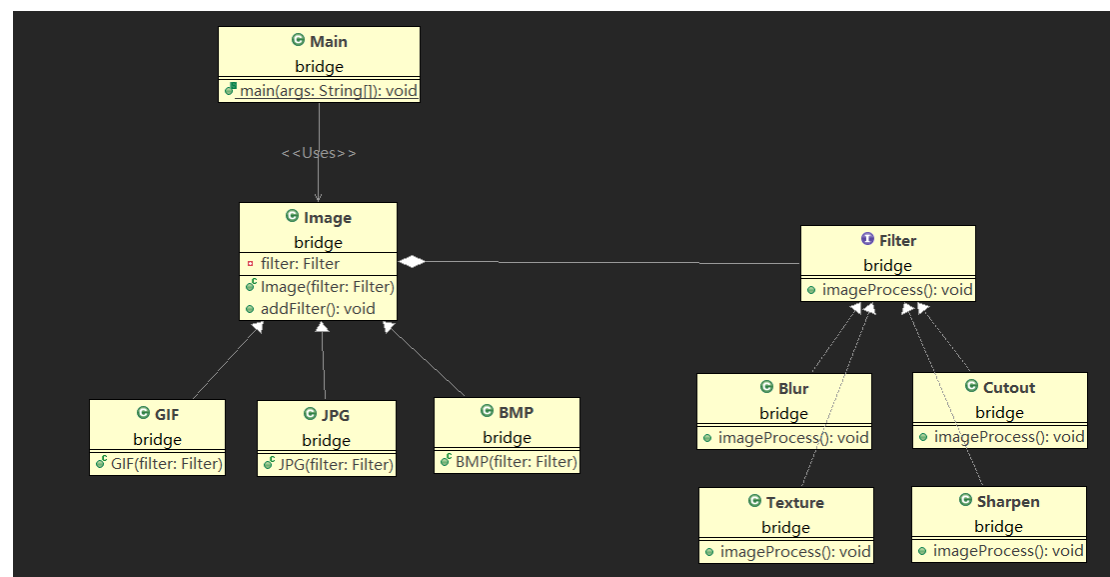 Main
bridge
main(args: String[]): void
<<Uses>>
Image
bridge
filter: Filter
Image(filter: Filter)
addFilter(): void
Filter
bridge
imageProcess(): void
GIF
bridge
GIF(filter: Filter)
JPG
bridge
JPG(filter: Filter)
BMP
bridge
BMP(filter: Filter)
Blur
bridge
imageProcess(): void
Cutout
bridge
imageProcess(): void
Texture
bridge
imageProcess(): void
Sharpen
bridge
imageProcess(): void